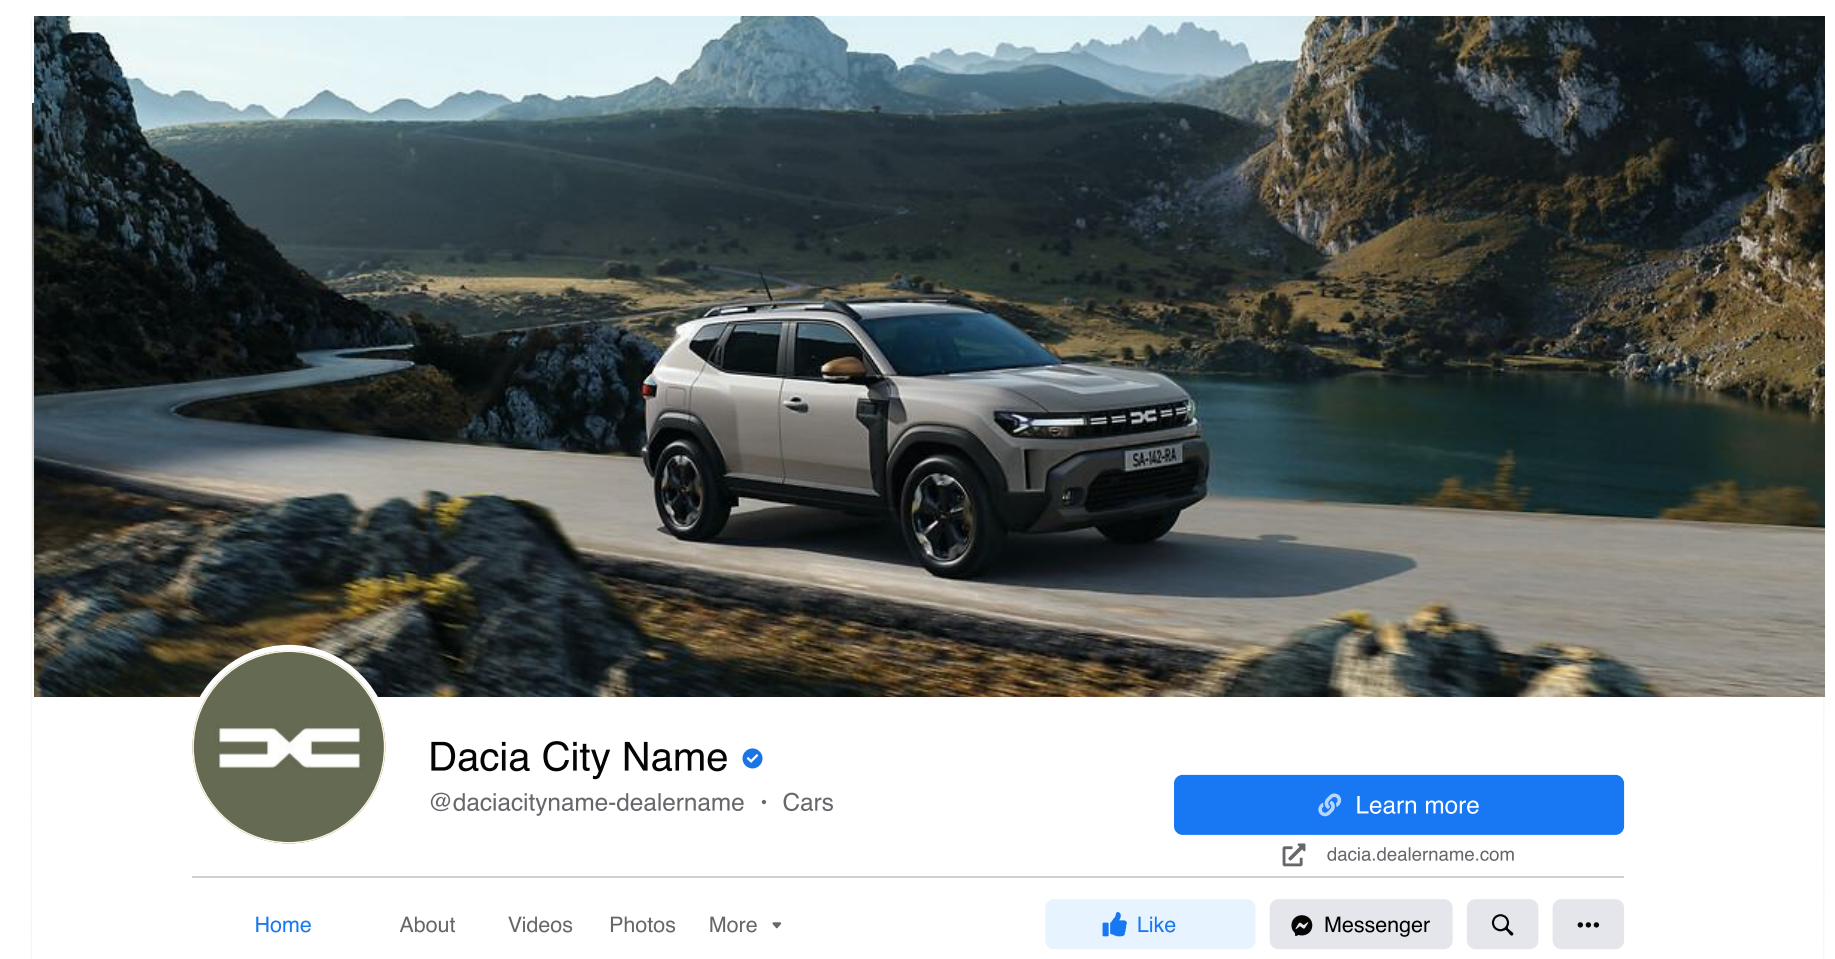 SA-142-RA
Dacia City Name
@daciacityname-dealername · Cars
Learn more
dacia.dealername.com
Home About Videos Photos More
Like Messenger